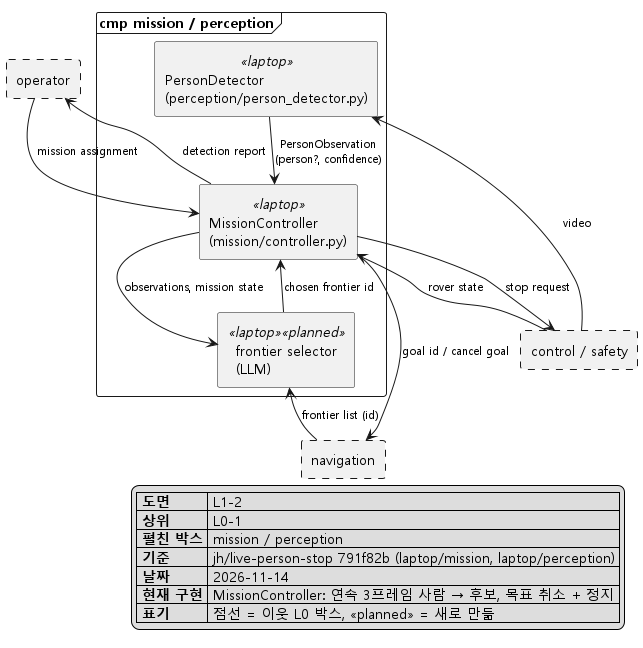 cmp mission / perception
«laptop»
PersonDetector
(perception/person_detector.py)
operator
mission assignment
detection report
PersonObservation
(person?, confidence)
«laptop»
MissionController
(mission/controller.py)
video
observations, mission state
chosen frontier id
rover state
stop request
«laptop» «planned»
frontier selector
(LLM)
goal id / cancel goal
control / safety
frontier list (id)
navigation
도면 L1-2
상위 L0-1
펼친 박스 mission / perception
기준 jh/live-person-stop 791f82b (laptop/mission, laptop/perception)
날짜 2026-11-14
현재 구현 MissionController: 연속 3프레임 사람 → 후보, 목표 취소 + 정지
표기 점선 = 이웃 L0 박스, «planned» = 새로 만듦